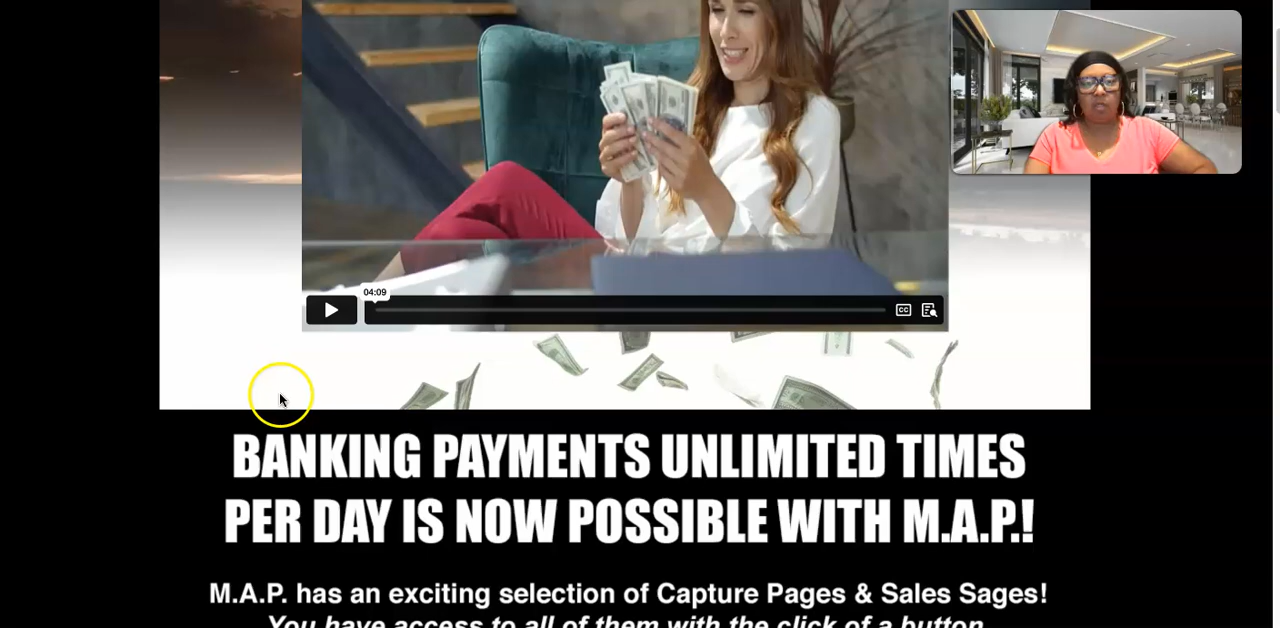 04:09
CC
BANKING PAYMENTS UNLIMITED TIMES
PER DAY IS NOW POSSIBLE WITH M.A.P.!
M.A.P. has an exciting selection of Capture Pages & Sales Sages!
You have access to all of them with the click of a button